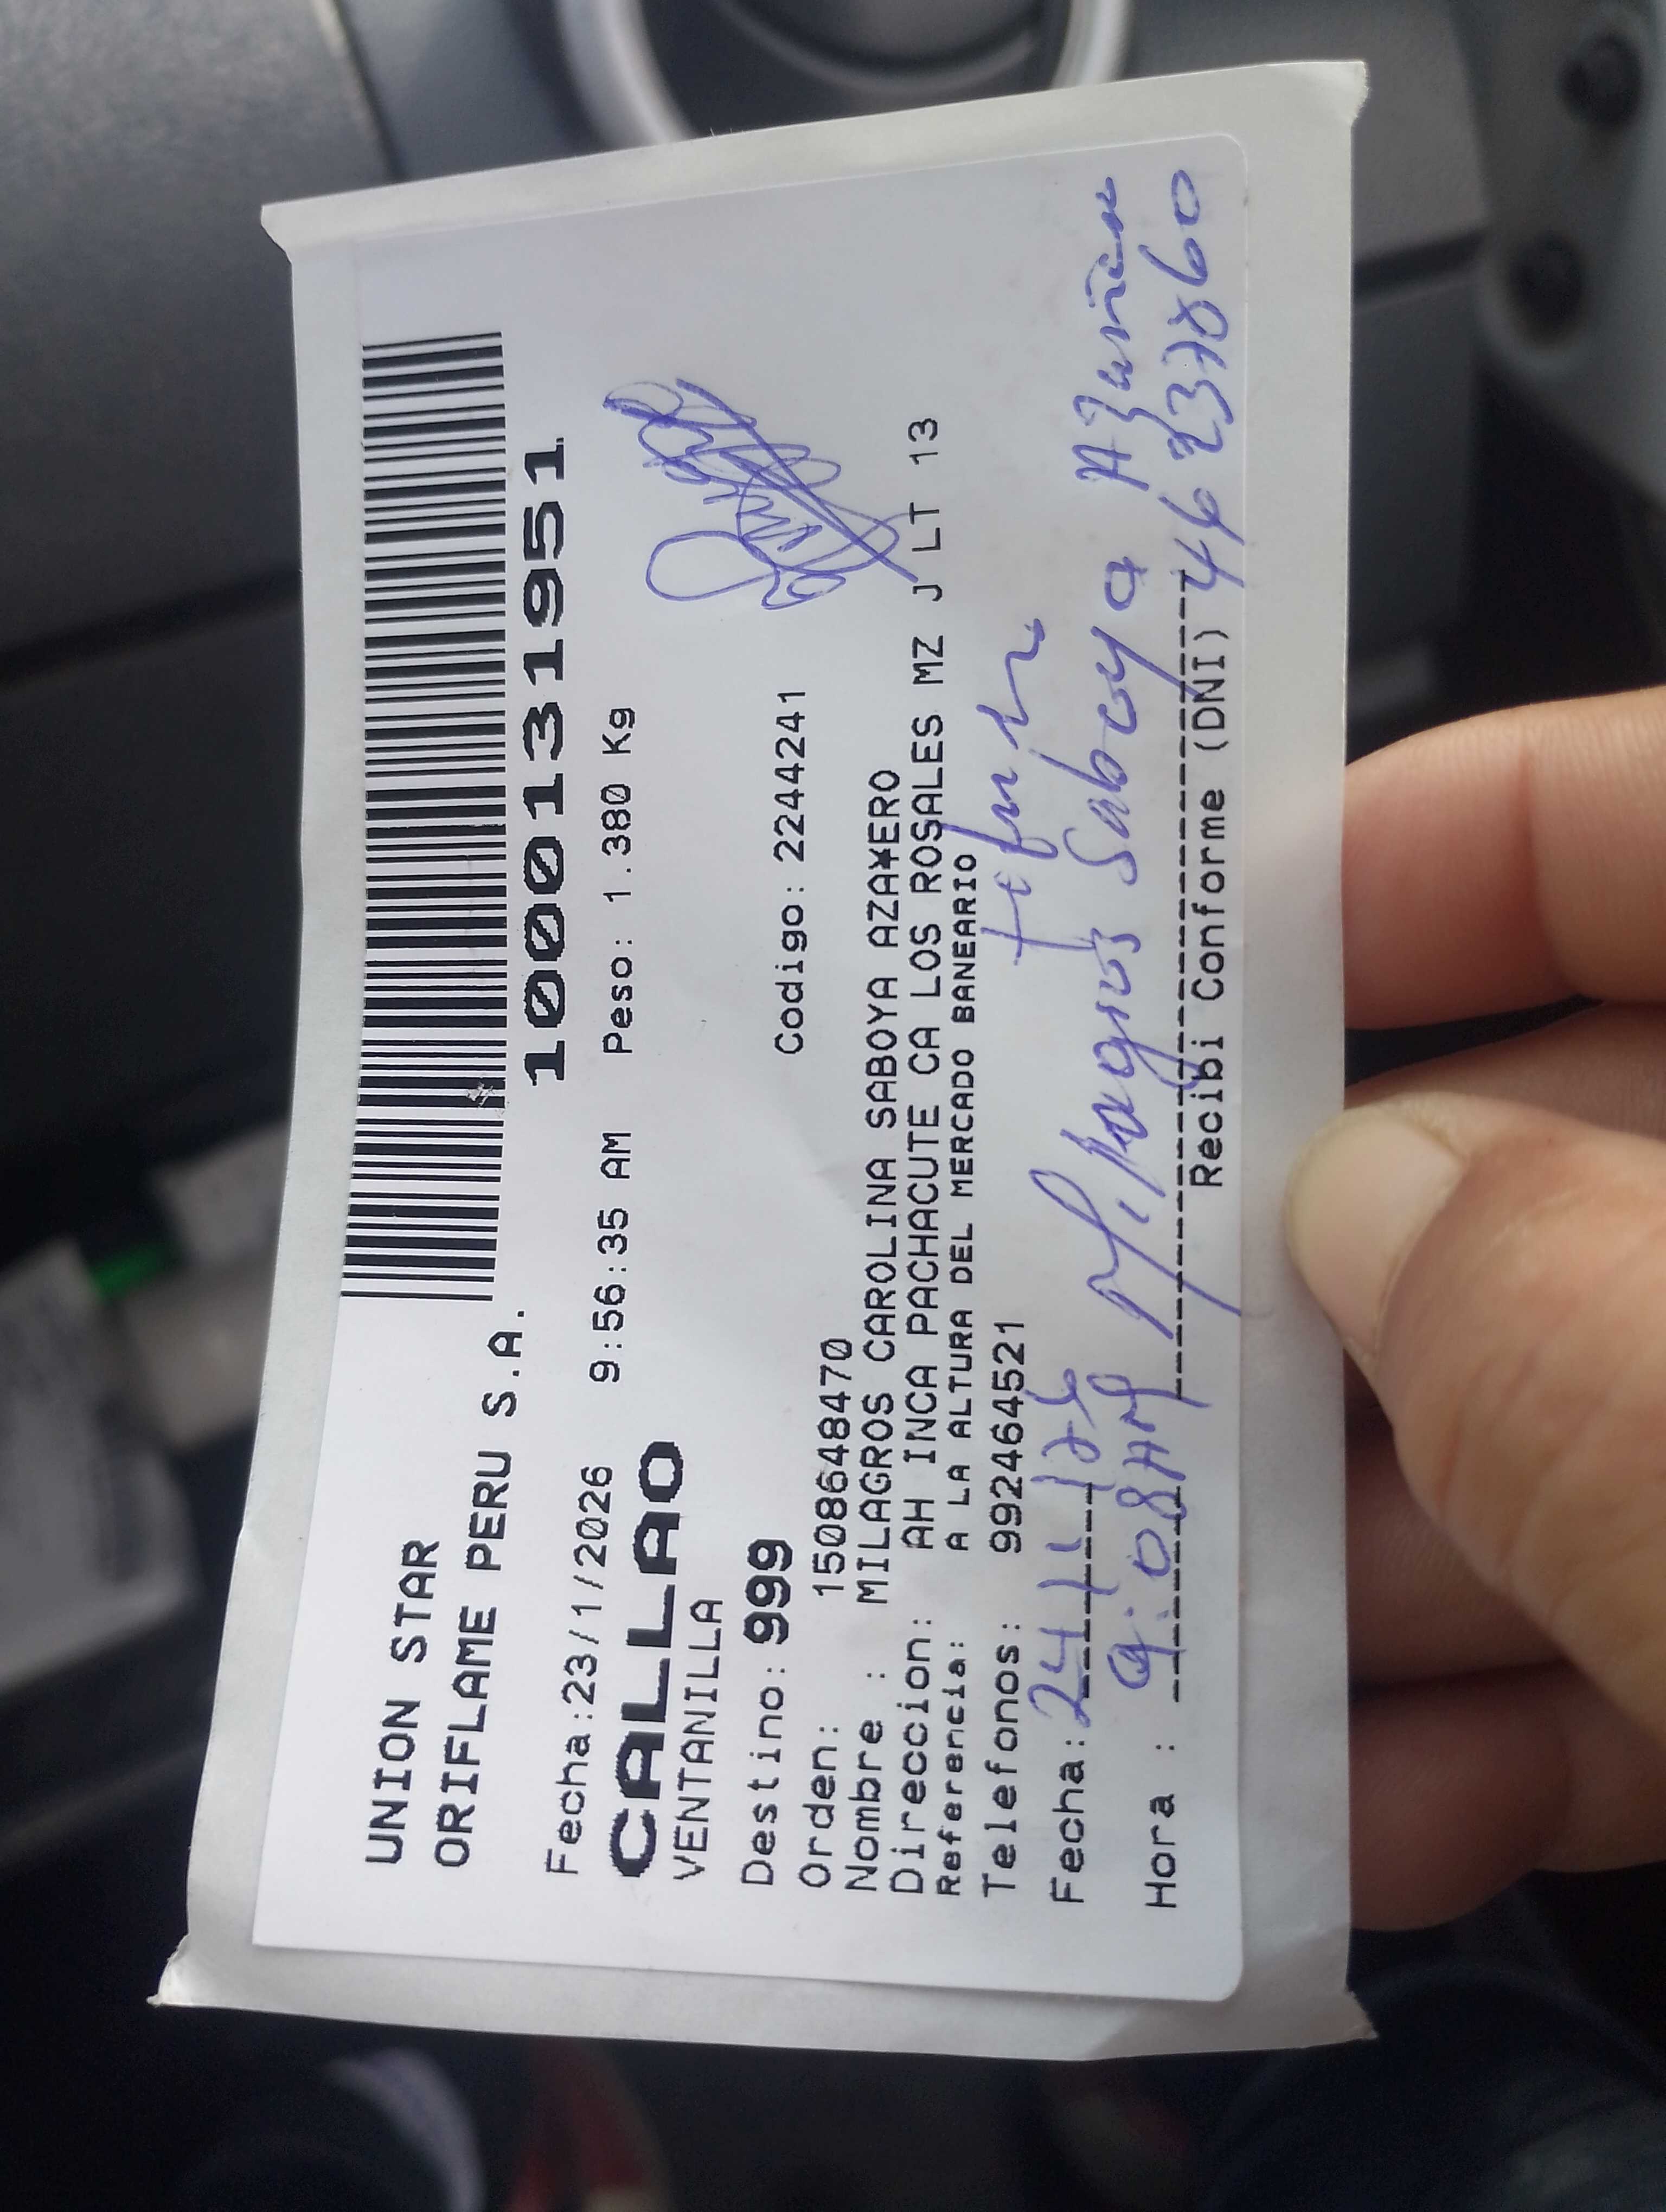 UNION STAR
ORIFLAME PERU S.A.
1000131951
Fecha:23/1/2026 9:56:35 AM Peso: 1.380 Kg
CALLAO
VENTANILLA
Destino: 999 Codigo: 2244241
Orden: 1508648470
Nombre : MILAGROS CAROLINA SABOYA AZA¥ERO
Direccion: AH INCA PACHACUTE CA LOS ROSALES MZ J LT 13
Referencia: A LA ALTURA DEL MERCADO BANEARIO
Telefonos: 992464521
Fecha: 24/1/26
Hora : 9:08AM Milagros Saboya
Recibi Conforme (DNI) 46237860